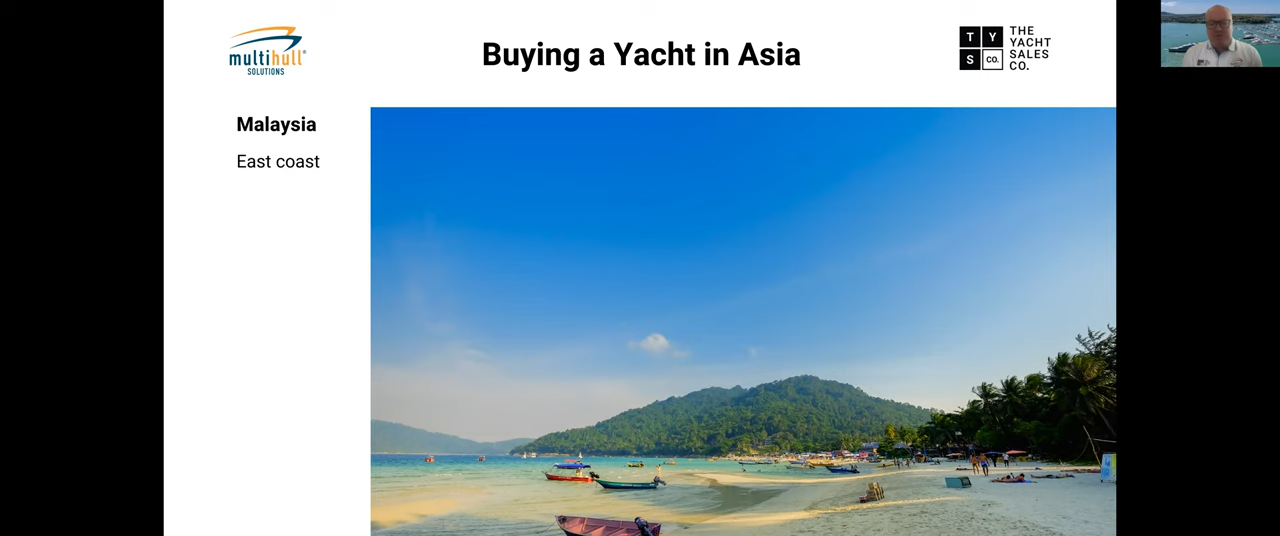 multihull®
SOLUTIONS
Buying a Yacht in Asia
T Y
S CO.
THE
YACHT
SALES
CO.
Malaysia
East coast